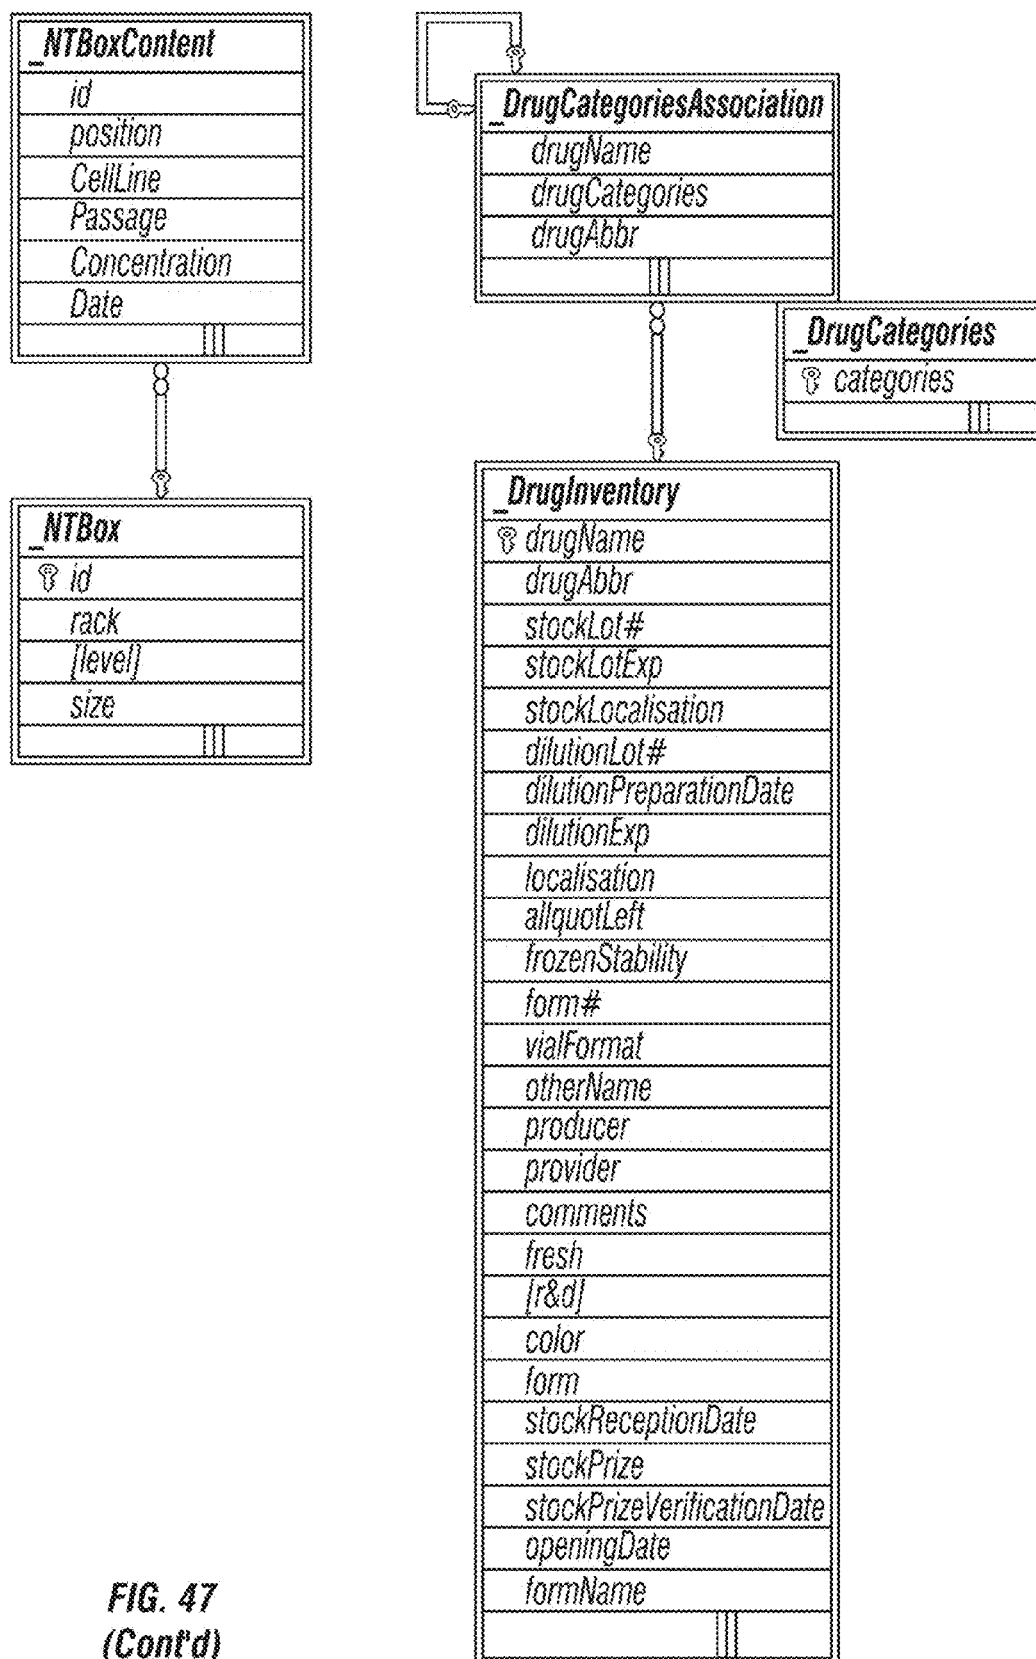 _NTBoxContent
id
position
CellLine
Passage
Concentration
Date
_NTBox
id
rack
[level]
size
_DrugCategoriesAssociation
drugName
drugCategories
drugAbbr
_DrugCategories
categories
_DrugInventory
drugName
drugAbbr
stockLot#
stockLotExp
stockLocalisation
dilutionLot#
dilutionPreparationDate
dilutionExp
localisation
allquotLeft
frozenStability
form#
vialFormat
otherName
producer
provider
comments
fresh
[r&d]
color
form
stockReceptionDate
stockPrize
stockPrizeVerificationDate
openingDate
formName
FIG. 47
(Cont'd)